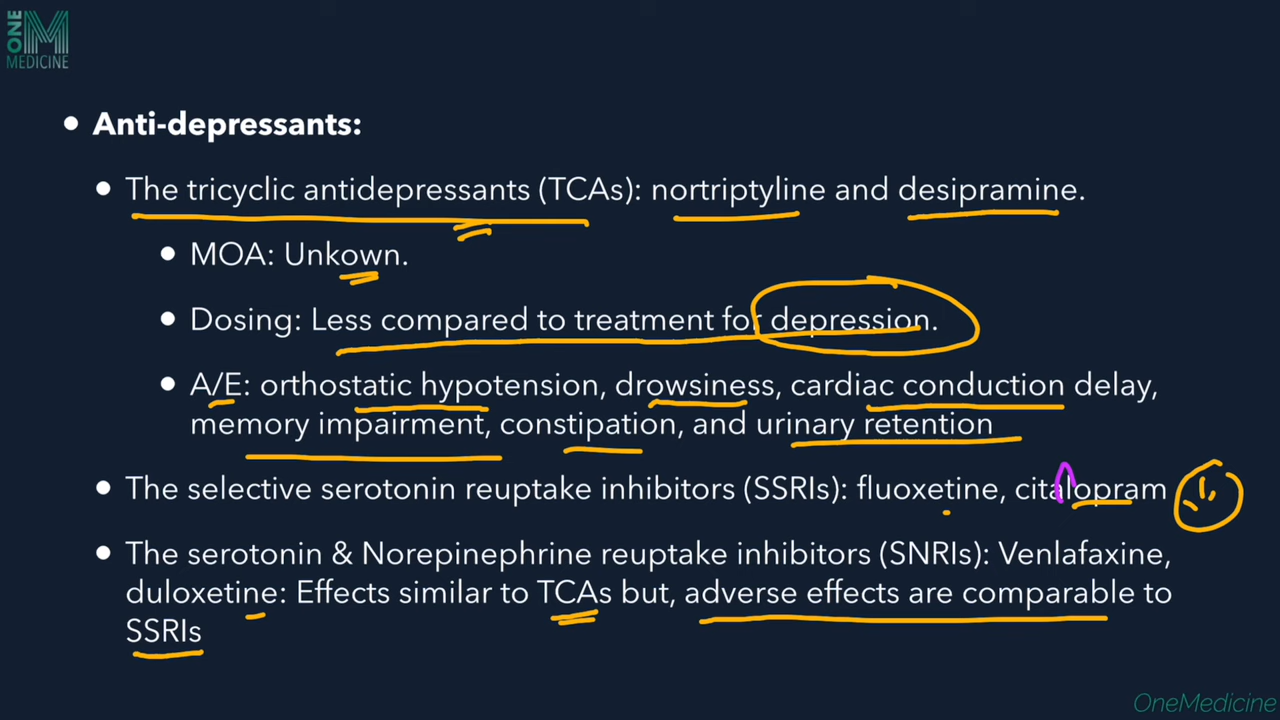 ONE
MEDICINE
• Anti-depressants:
• The tricyclic antidepressants (TCAs): nortriptyline and desipramine.
• MOA: Unkown.
• Dosing: Less compared to treatment for depression.
• A/E: orthostatic hypotension, drowsiness, cardiac conduction delay,
memory impairment, constipation, and urinary retention
• The selective serotonin reuptake inhibitors (SSRIs): fluoxetine, citalopram
• The serotonin & Norepinephrine reuptake inhibitors (SNRIs): Venlafaxine,
duloxetine: Effects similar to TCAs but, adverse effects are comparable to
SSRIs
OneMedicine